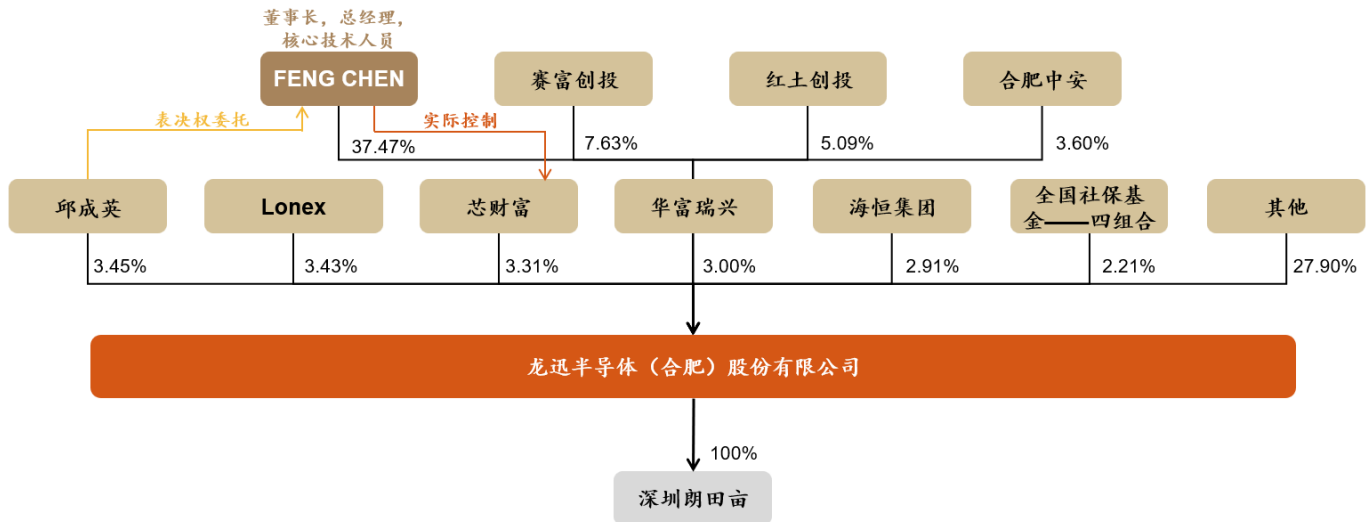 董事长，总经理，
核心技术人员
FENG CHEN
赛富创投
红土创投
合肥中安
表决权委托
实际控制
37.47%
7.63%
5.09%
3.60%
邱成英
Lonex
芯财富
华富瑞兴
海恒集团
全国社保基
金——四组合
其他
3.45%
3.43%
3.31%
3.00%
2.91%
2.21%
27.90%
龙迅半导体（合肥）股份有限公司
100%
深圳朗田亩